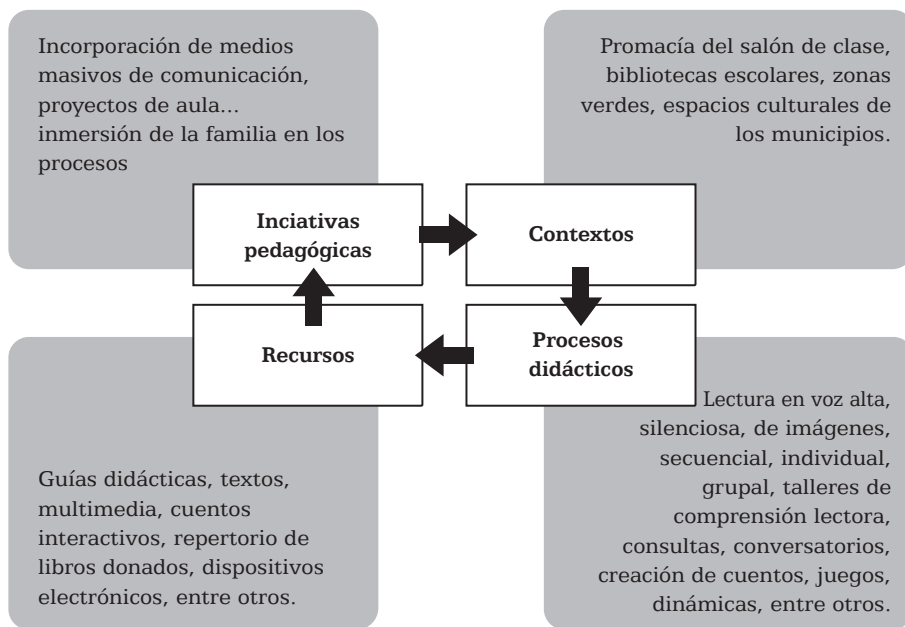 Incorporación de medios
masivos de comunicación,
proyectos de aula...
inmersión de la familia en los
procesos
Promacía del salón de clase,
bibliotecas escolares, zonas
verdes, espacios culturales de
los municipios.
Inciativas
pedagógicas
Contextos
Recursos
Procesos
didácticos
Guías didácticas, textos,
multimedia, cuentos
interactivos, repertorio de
libros donados, dispositivos
electrónicos, entre otros.
Lectura en voz alta,
silenciosa, de imágenes,
secuencial, individual,
grupal, talleres de
comprensión lectora,
consultas, conversatorios,
creación de cuentos, juegos,
dinámicas, entre otros.